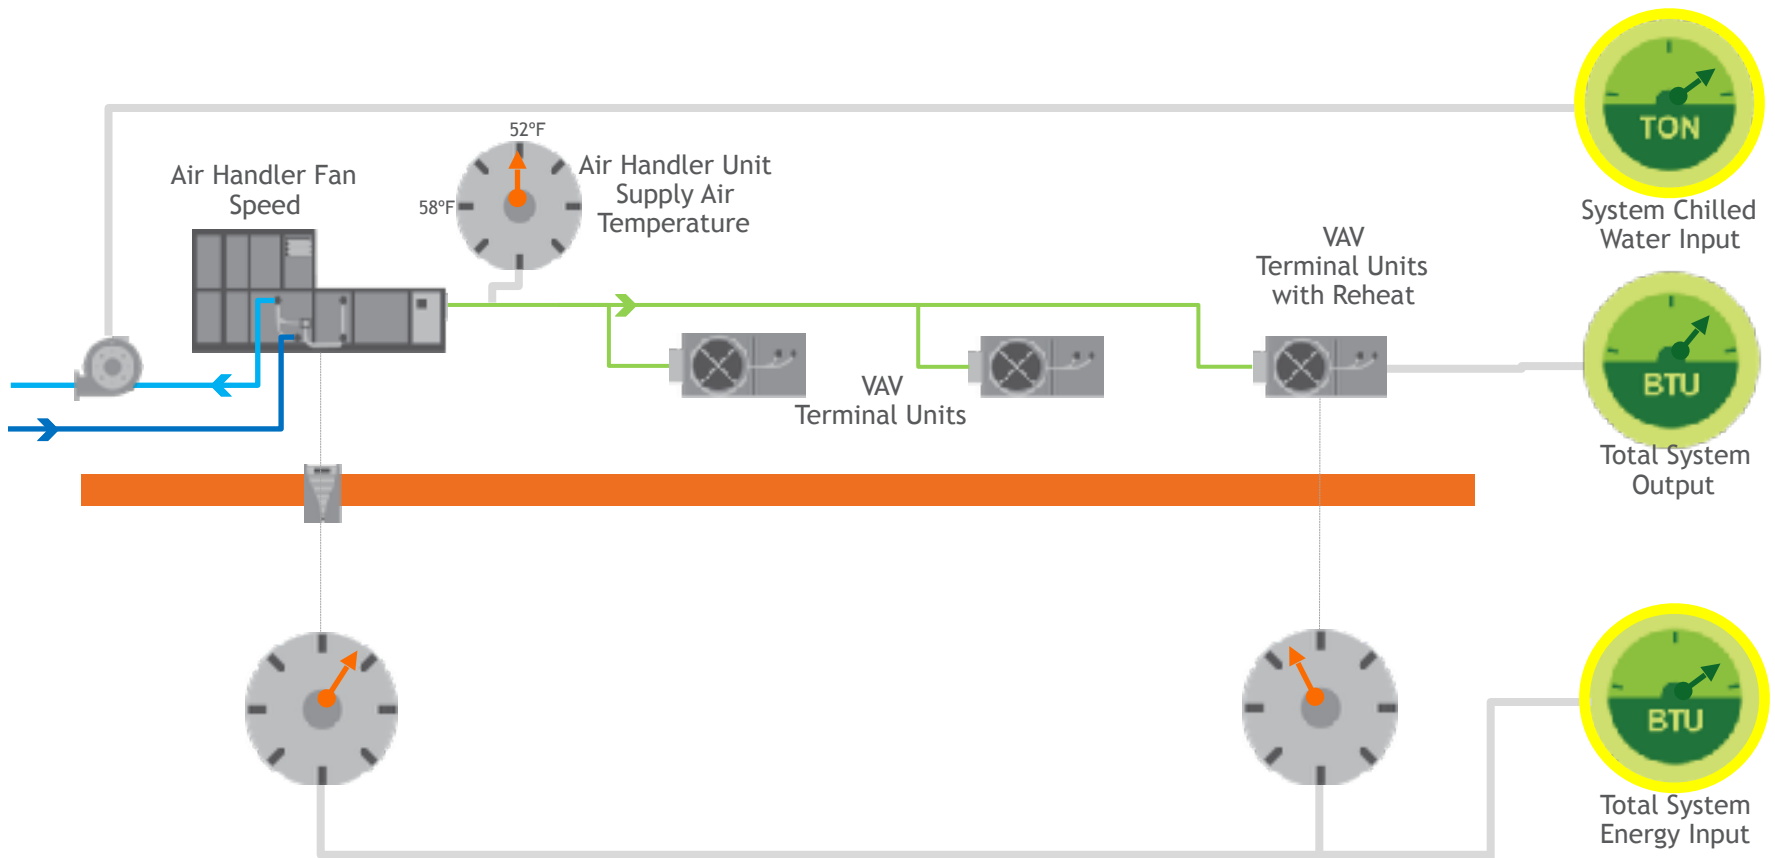 TON
System Chilled
Water Input
52°F
58°F
Air Handler Unit
Supply Air
Temperature
Air Handler Fan
Speed
VAV
Terminal Units
with Reheat
VAV
Terminal Units
BTU
Total System
Output
BTU
Total System
Energy Input